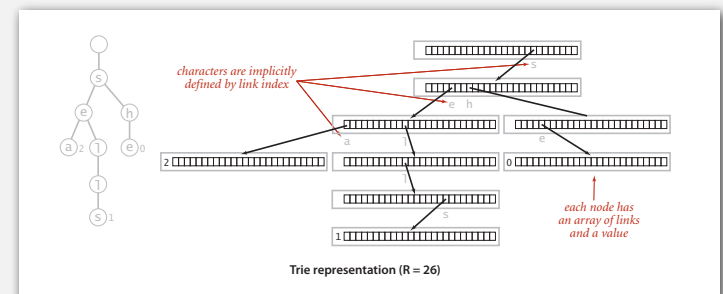 characters are implicitly
defined by link index
s
s
e h
e h
a l e
a 2 l e 0
2 0
l
l
s
s 1
1
each node has
an array of links
and a value
Trie representation (R = 26)